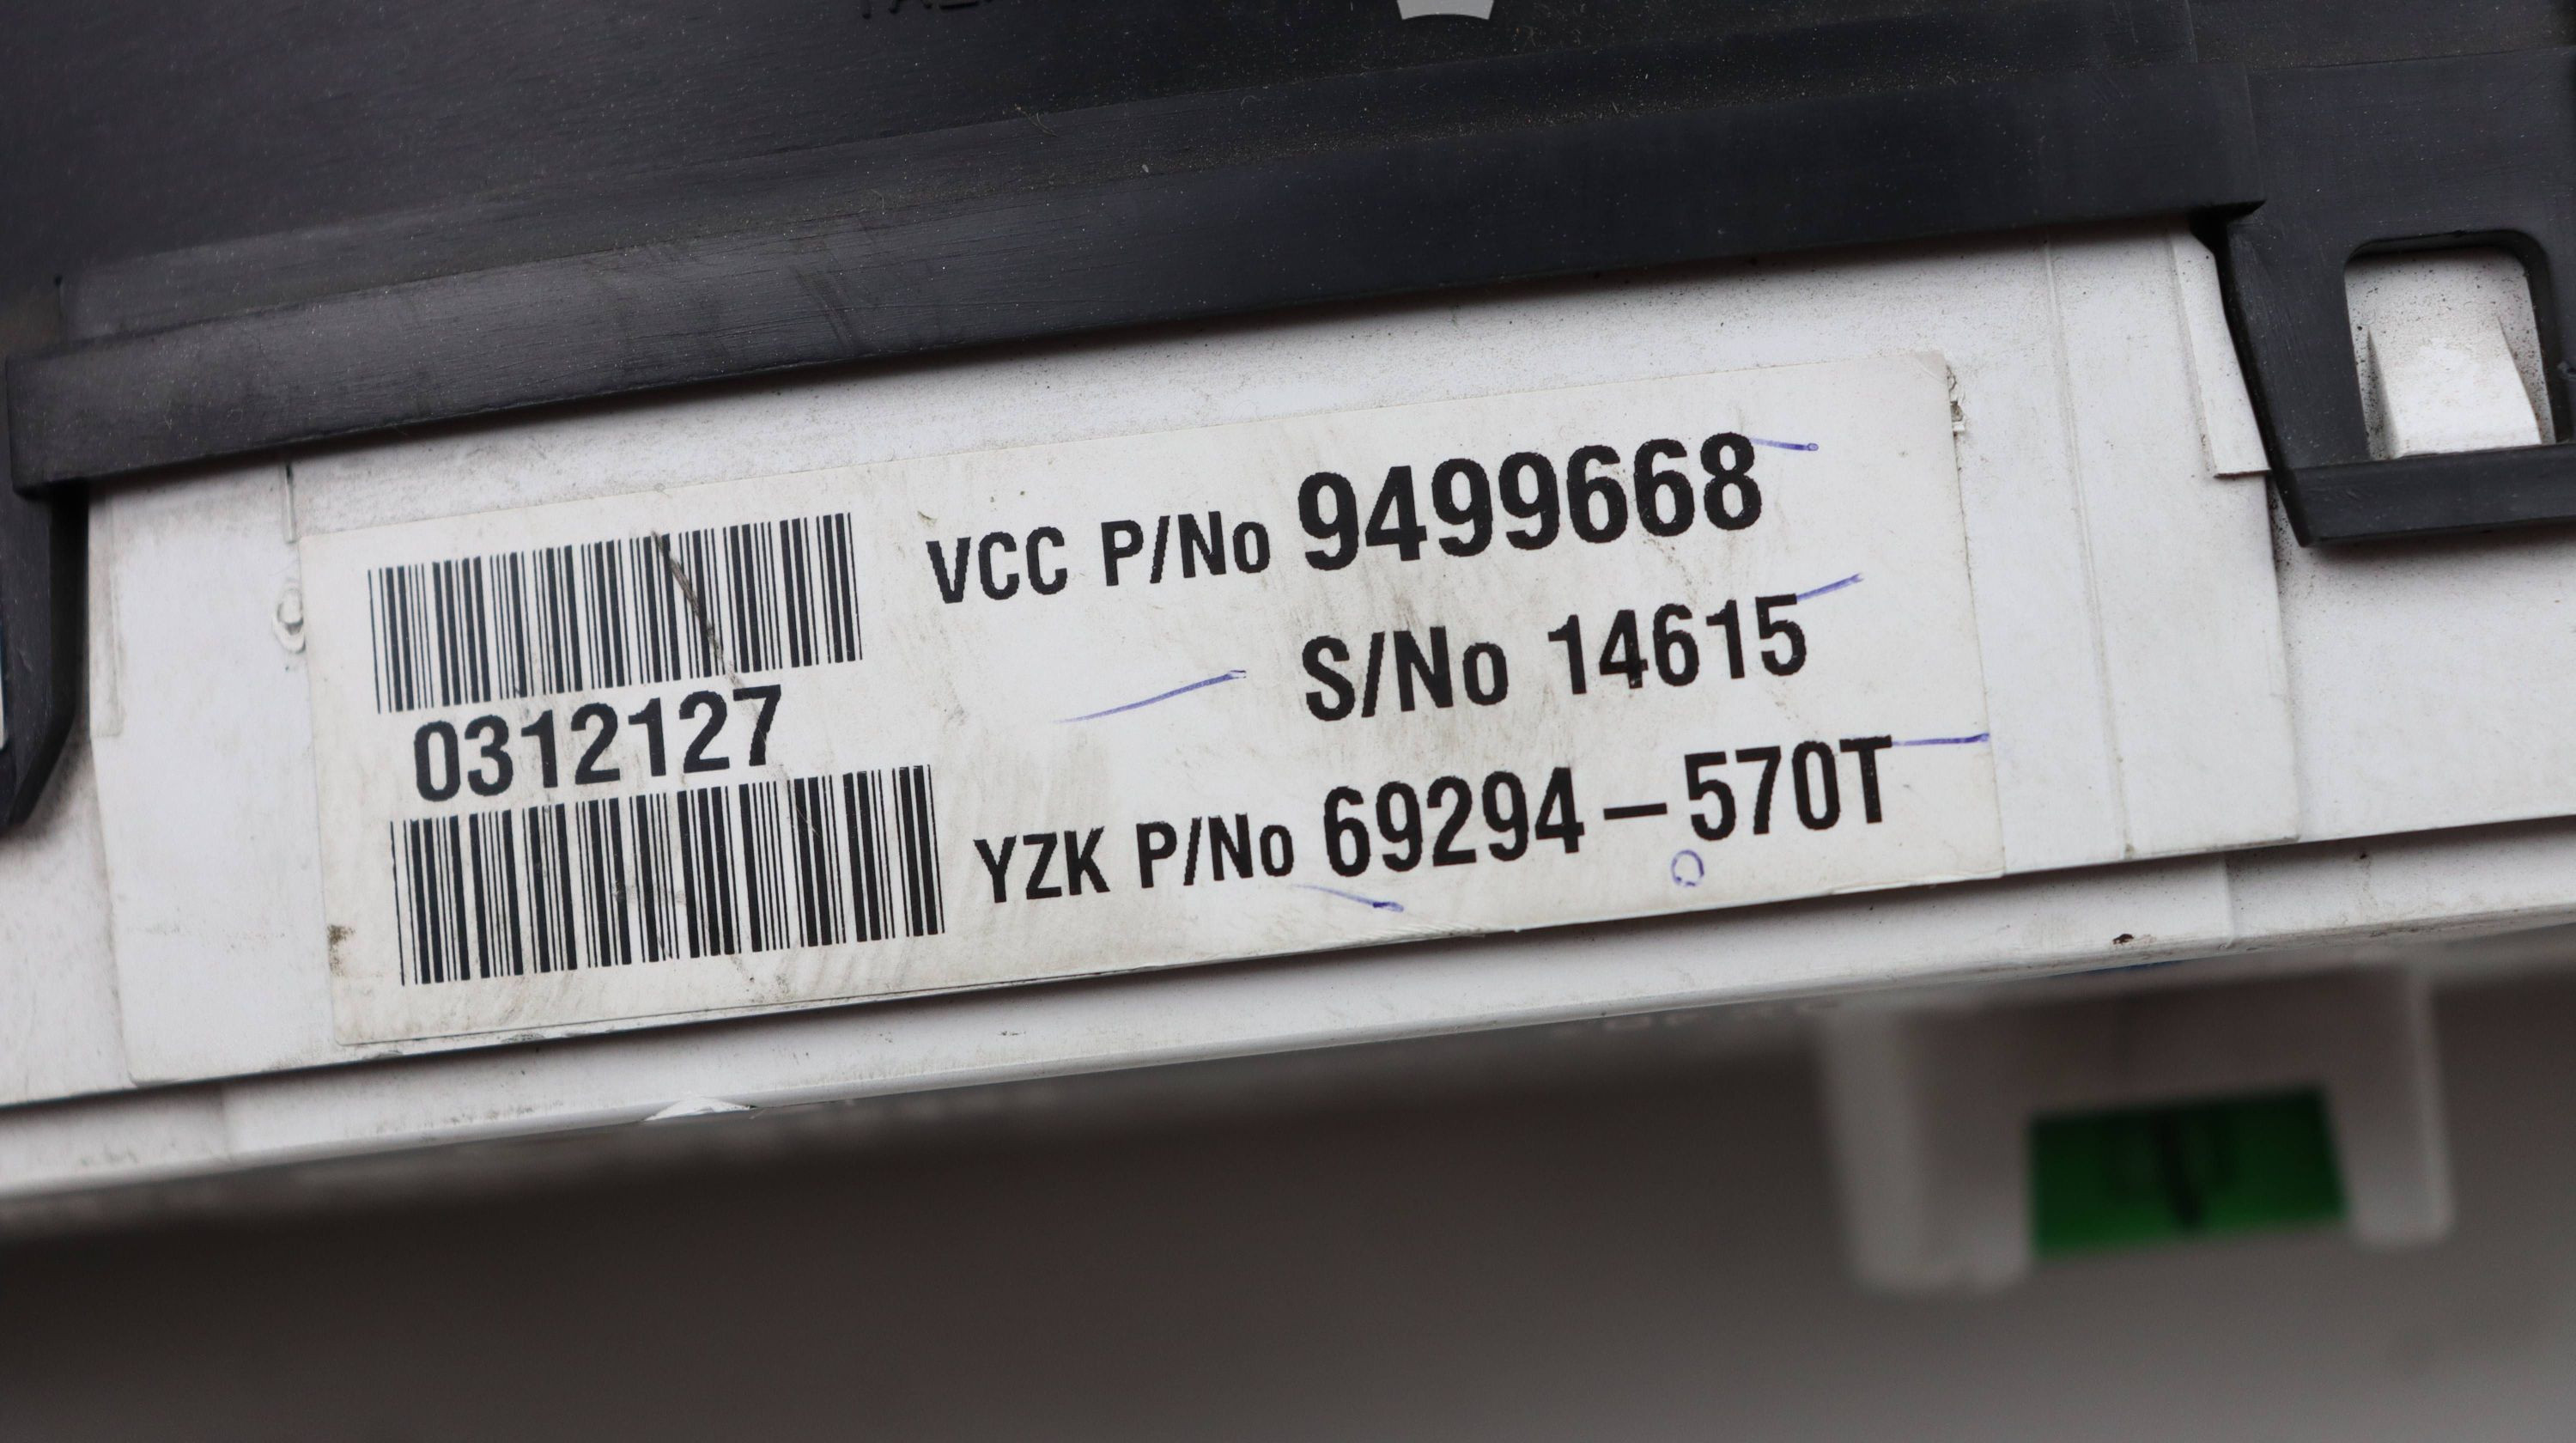 VCC P/No 9499668
S/No 14615
0312127
YZK P/No 69294-570T